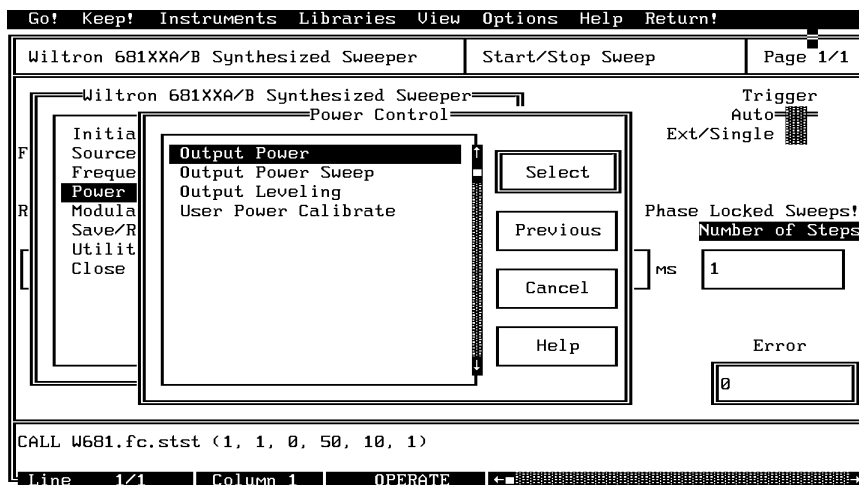 Go! Keep! Instruments Libraries View Options Help Return!
Wiltron 681XXA/B Synthesized Sweeper Start/Stop Sweep Page 1/1
Wiltron 681XXA/B Synthesized Sweeper
Power Control
Trigger
Auto
Ext/Single
Initia
F Source
Freque
Power
R Modula
Save/R
Utilit
Close
Output Power
Output Power Sweep
Output Leveling
User Power Calibrate
Select
Previous
Cancel
Help
Phase Locked Sweeps!
Number of Steps
ms 1
Error
0
CALL W681.fc.stst (1, 1, 0, 50, 10, 1)
Line 1/1 Column 1 OPERATE